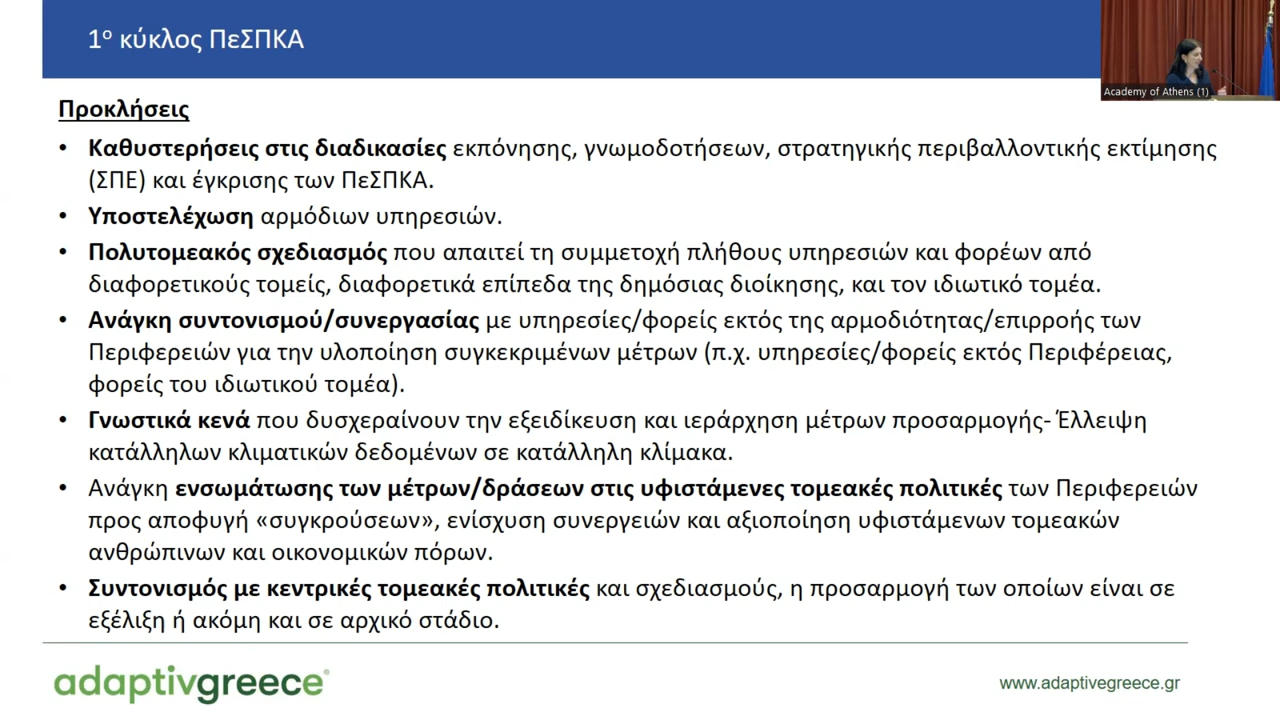 1ο κύκλος ΠεΣΠΚΑ
Academy of Athens (1)
Προκλήσεις
• Καθυστερήσεις στις διαδικασίες εκπόνησης, γνωμοδοτήσεων, στρατηγικής περιβαλλοντικής εκτίμησης
(ΣΠΕ) και έγκρισης των ΠεΣΠΚΑ.
• Υποστελέχωση αρμόδιων υπηρεσιών.
• Πολυτομεακός σχεδιασμός που απαιτεί τη συμμετοχή πλήθους υπηρεσιών και φορέων από
διαφορετικούς τομείς, διαφορετικά επίπεδα της δημόσιας διοίκησης, και τον ιδιωτικό τομέα.
• Ανάγκη συντονισμού/συνεργασίας με υπηρεσίες/φορείς εκτός της αρμοδιότητας/επιρροής των
Περιφερειών για την υλοποίηση συγκεκριμένων μέτρων (π.χ. υπηρεσίες/φορείς εκτός Περιφέρειας,
φορείς του ιδιωτικού τομέα).
• Γνωστικά κενά που δυσχεραίνουν την εξειδίκευση και ιεράρχηση μέτρων προσαρμογής- Έλλειψη
κατάλληλων κλιματικών δεδομένων σε κατάλληλη κλίμακα.
• Ανάγκη ενσωμάτωσης των μέτρων/δράσεων στις υφιστάμενες τομεακές πολιτικές των Περιφερειών
προς αποφυγή «συγκρούσεων», ενίσχυση συνεργειών και αξιοποίηση υφιστάμενων τομεακών
ανθρώπινων και οικονομικών πόρων.
• Συντονισμός με κεντρικές τομεακές πολιτικές και σχεδιασμούς, η προσαρμογή των οποίων είναι σε
εξέλιξη ή ακόμη και σε αρχικό στάδιο.
adaptivgreece®
www.adaptivegreece.gr